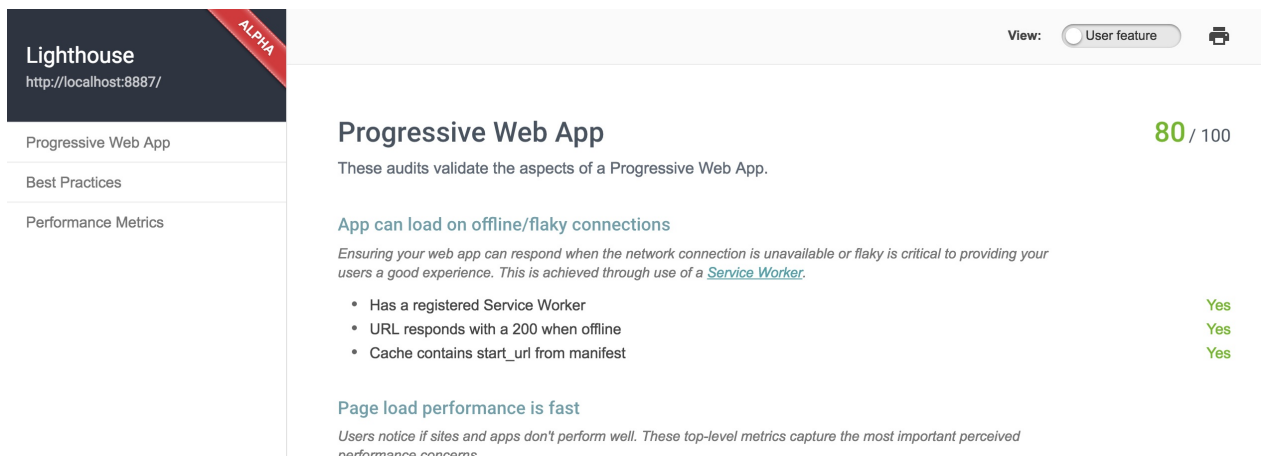 Lighthouse
http://localhost:8887/
ALPHA
View:
User feature
Progressive Web App
Best Practices
Performance Metrics
Progressive Web App
80 / 100
These audits validate the aspects of a Progressive Web App.
App can load on offline/flaky connections
Ensuring your web app can respond when the network connection is unavailable or flaky is critical to providing your
users a good experience. This is achieved through use of a Service Worker.
• Has a registered Service Worker Yes
• URL responds with a 200 when offline Yes
• Cache contains start_url from manifest Yes
Page load performance is fast
Users notice if sites and apps don't perform well. These top-level metrics capture the most important perceived
performance concerns.